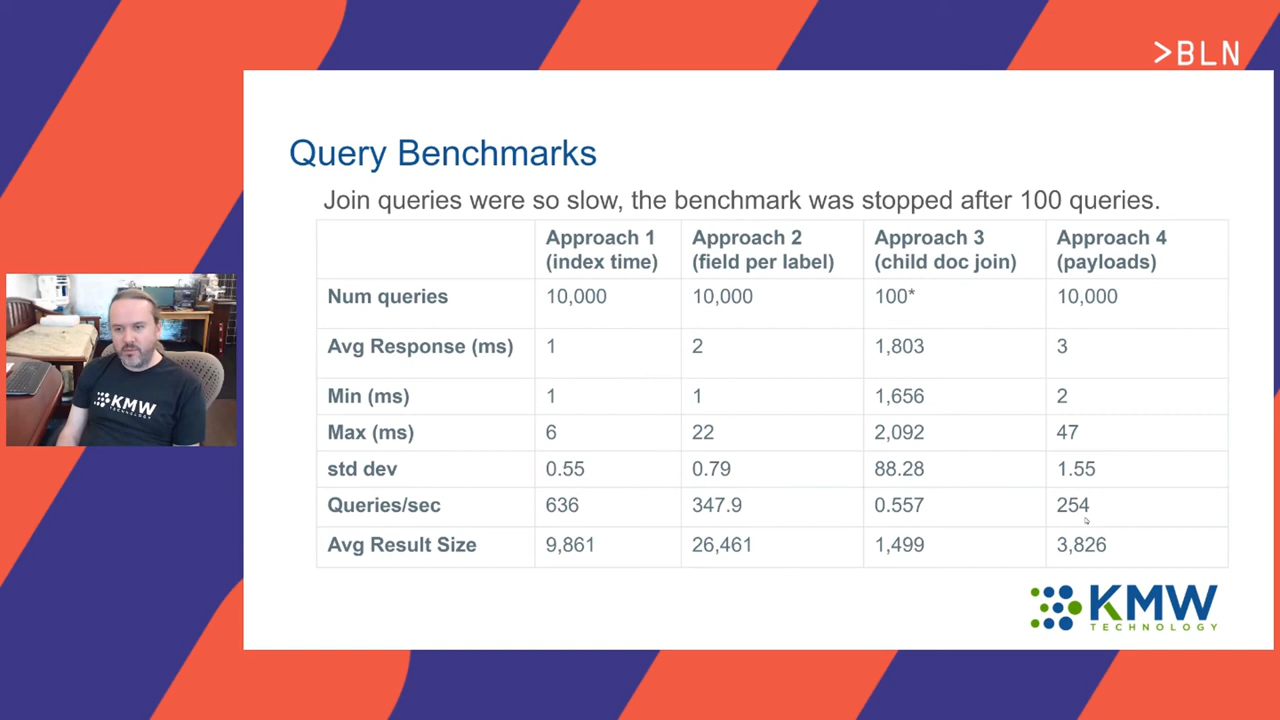 >BLN
Query Benchmarks
Join queries were so slow, the benchmark was stopped after 100 queries.
Approach 1 (index time)
Approach 2 (field per label)
Approach 3 (child doc join)
Approach 4 (payloads)
Num queries 10,000 10,000 100* 10,000
Avg Response (ms) 1 2 1,803 3
Min (ms) 1 1 1,656 2
Max (ms) 6 22 2,092 47
std dev 0.55 0.79 88.28 1.55
Queries/sec 636 347.9 0.557 254
Avg Result Size 9,861 26,461 1,499 3,826
KMW
TECHNOLOGY
KMW
TECHNOLOGY